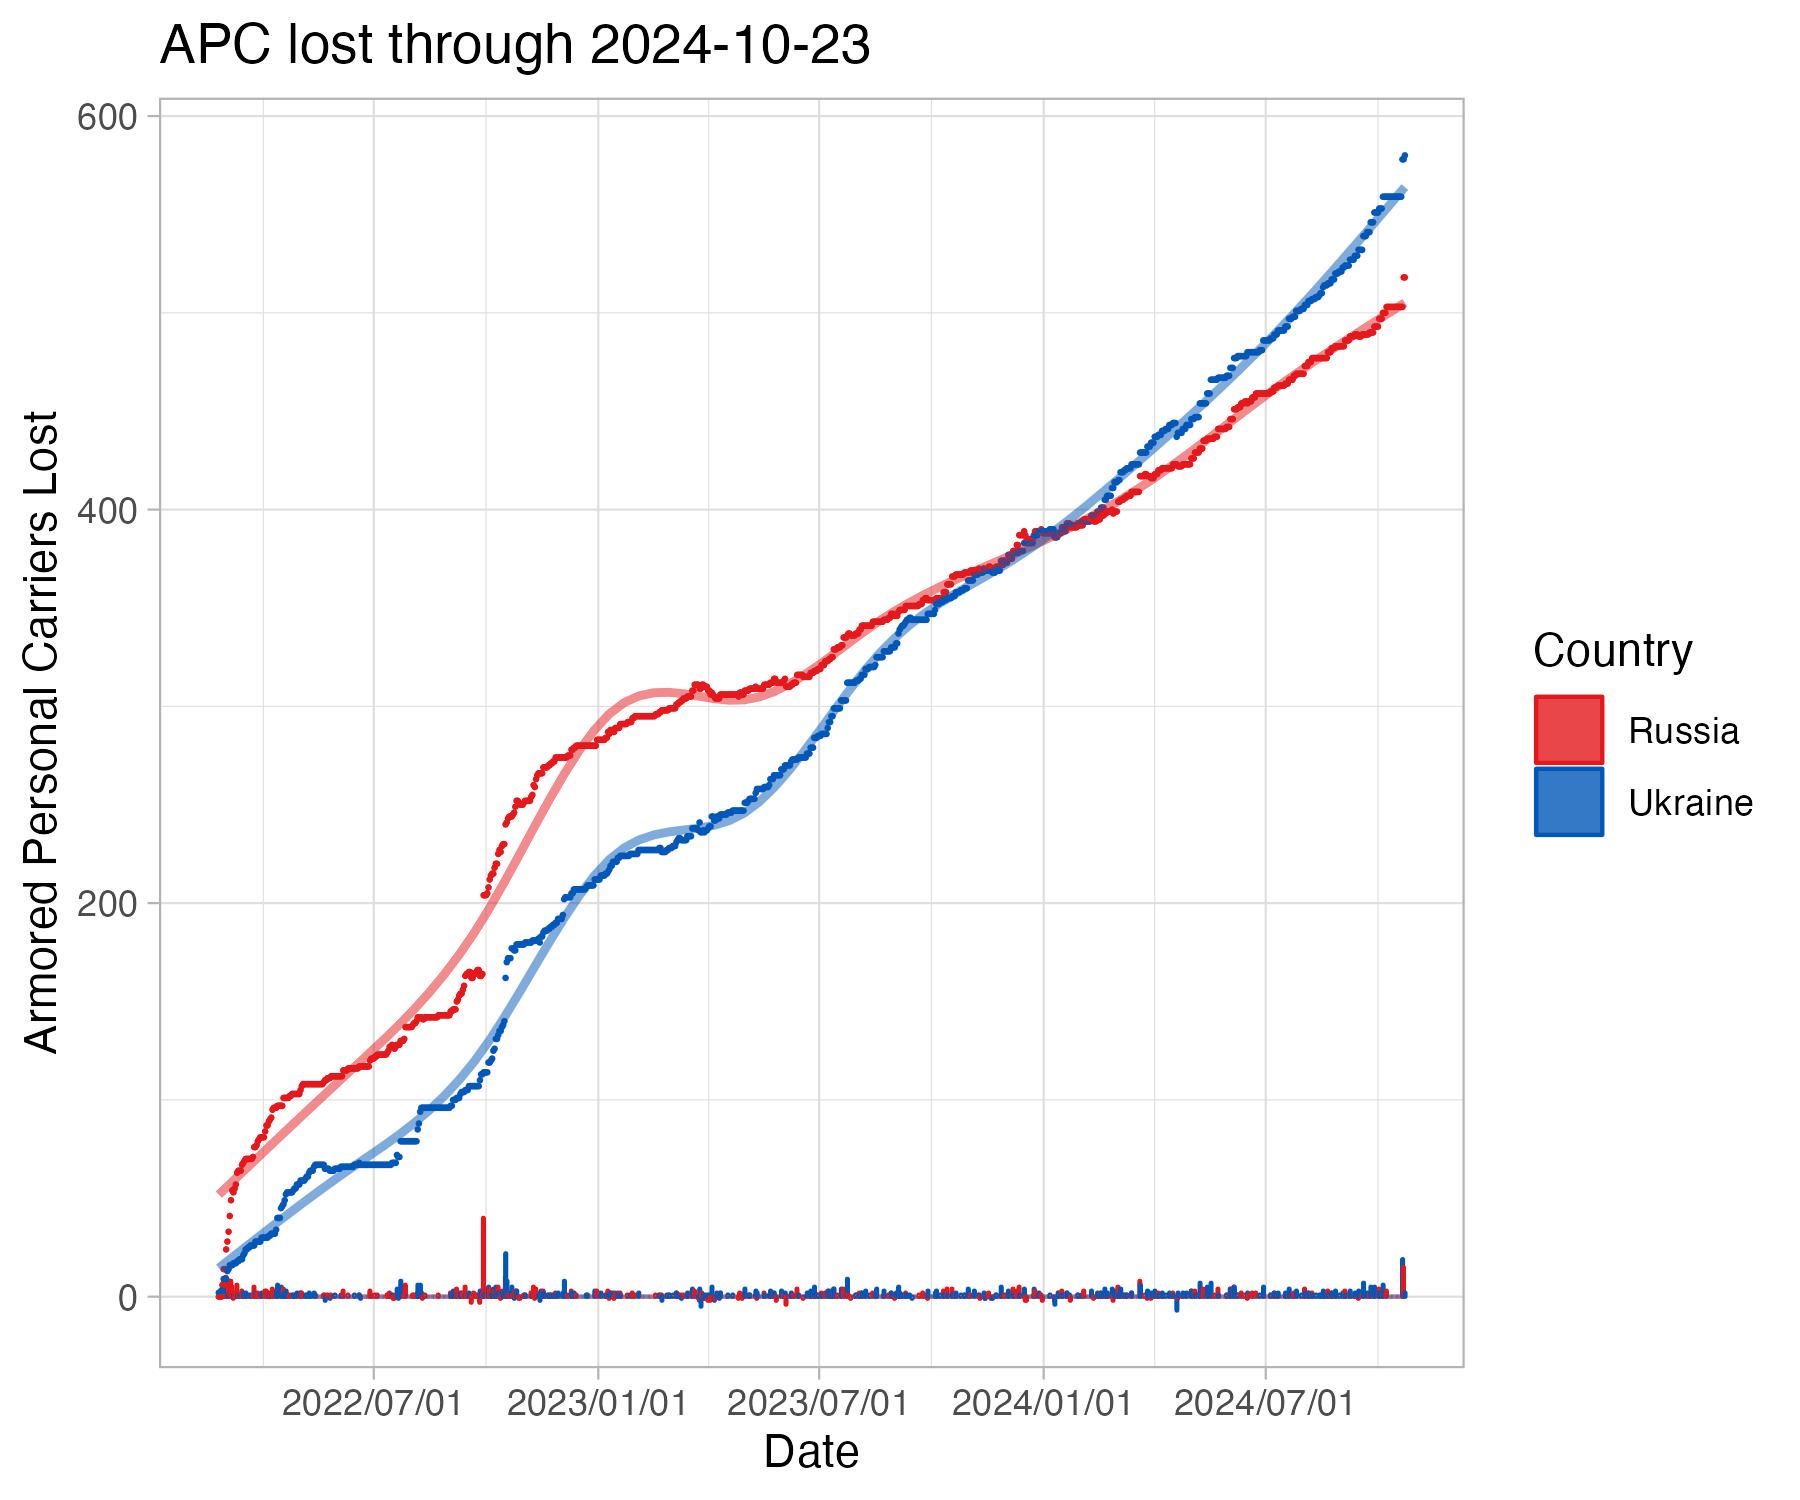 APC lost through 2024-10-23
Armored Personal Carriers Lost
600
400
200
0
2022/07/01
2023/01/01
2023/07/01
2024/01/01
2024/07/01
Date
Country
Russia
Ukraine